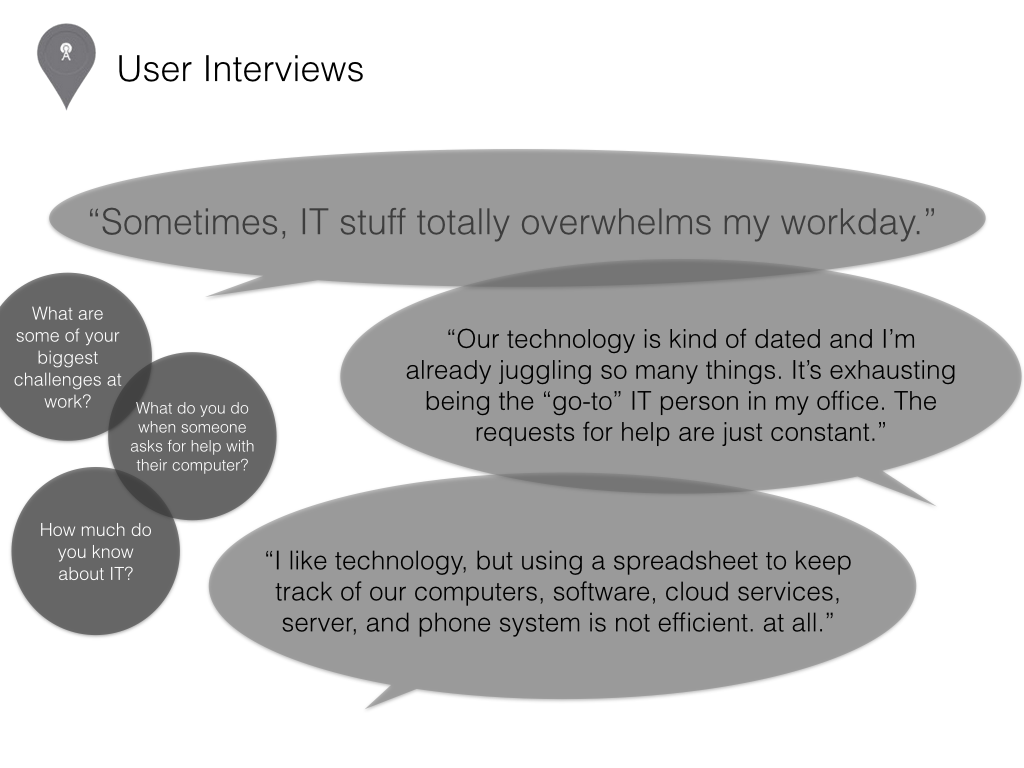 User Interviews
“Sometimes, IT stuff totally overwhelms my workday.”
What are
some of your
biggest
challenges at
work?
What do you do
when someone
asks for help with
their computer?
How much do
you know
about IT?
“Our technology is kind of dated and I’m
already juggling so many things. It’s exhausting
being the “go-to” IT person in my office. The
requests for help are just constant.”
“I like technology, but using a spreadsheet to keep
track of our computers, software, cloud services,
server, and phone system is not efficient. at all.”